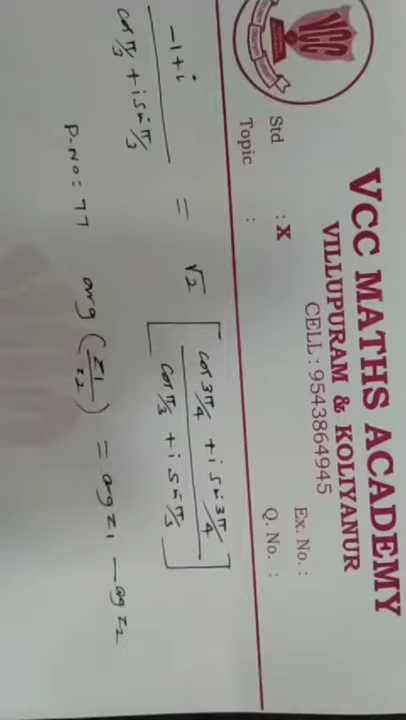 VCC
VCC MATHS ACADEMY
VILLUPURAM & KOLIYANUR
CELL : 9543864945
Std : X
Ex. No. :
Topic :
Q. No. :
(-1+i)/(cos π/3 + i sin π/3) = √2 [(cos 3π/4 + i sin 3π/4)/(cos π/3 + i sin π/3)]
P.No: 77 arg (z1/z2) = arg z1 - arg z2